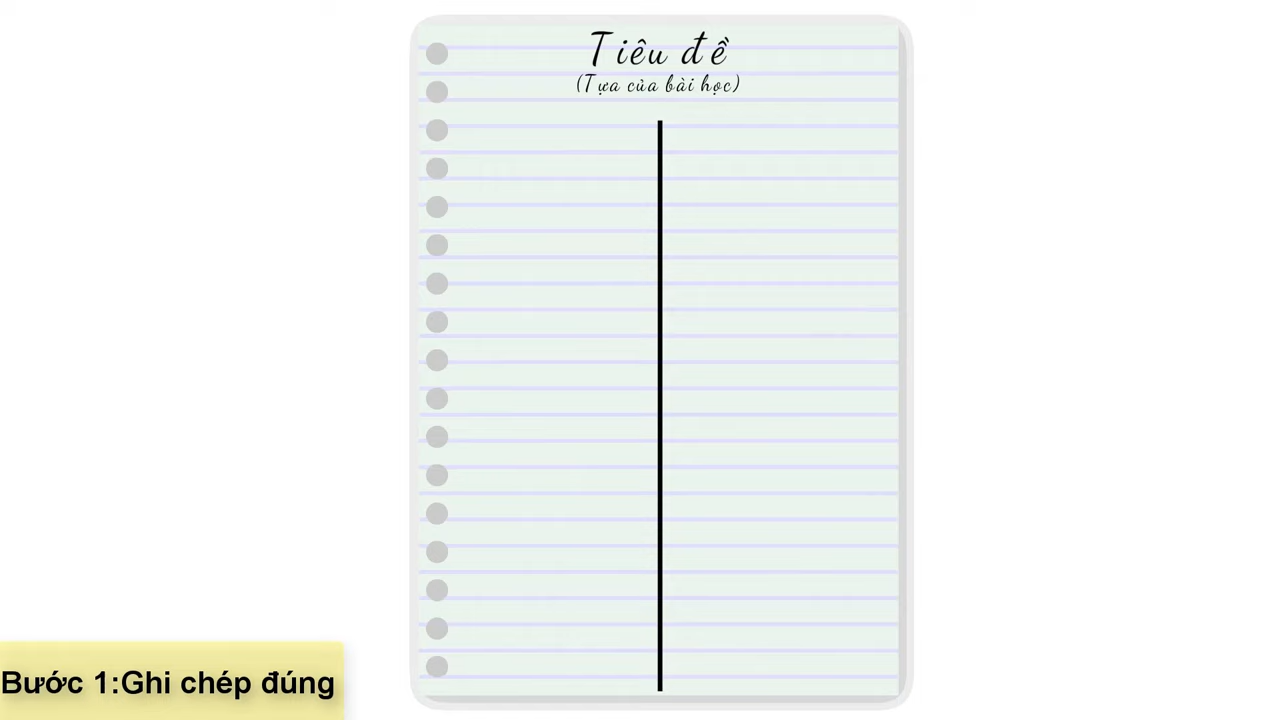 Tiêu đề
(Tựa của bài học)
Bước 1:Ghi chép đúng